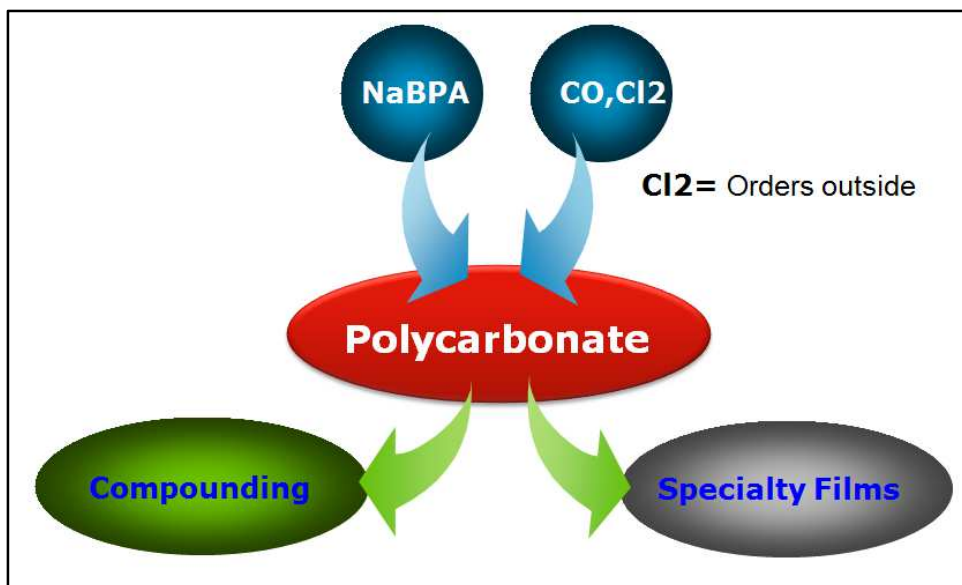 NaBPA
CO,Cl2
Cl2= Orders outside
Polycarbonate
Compounding
Specialty Films